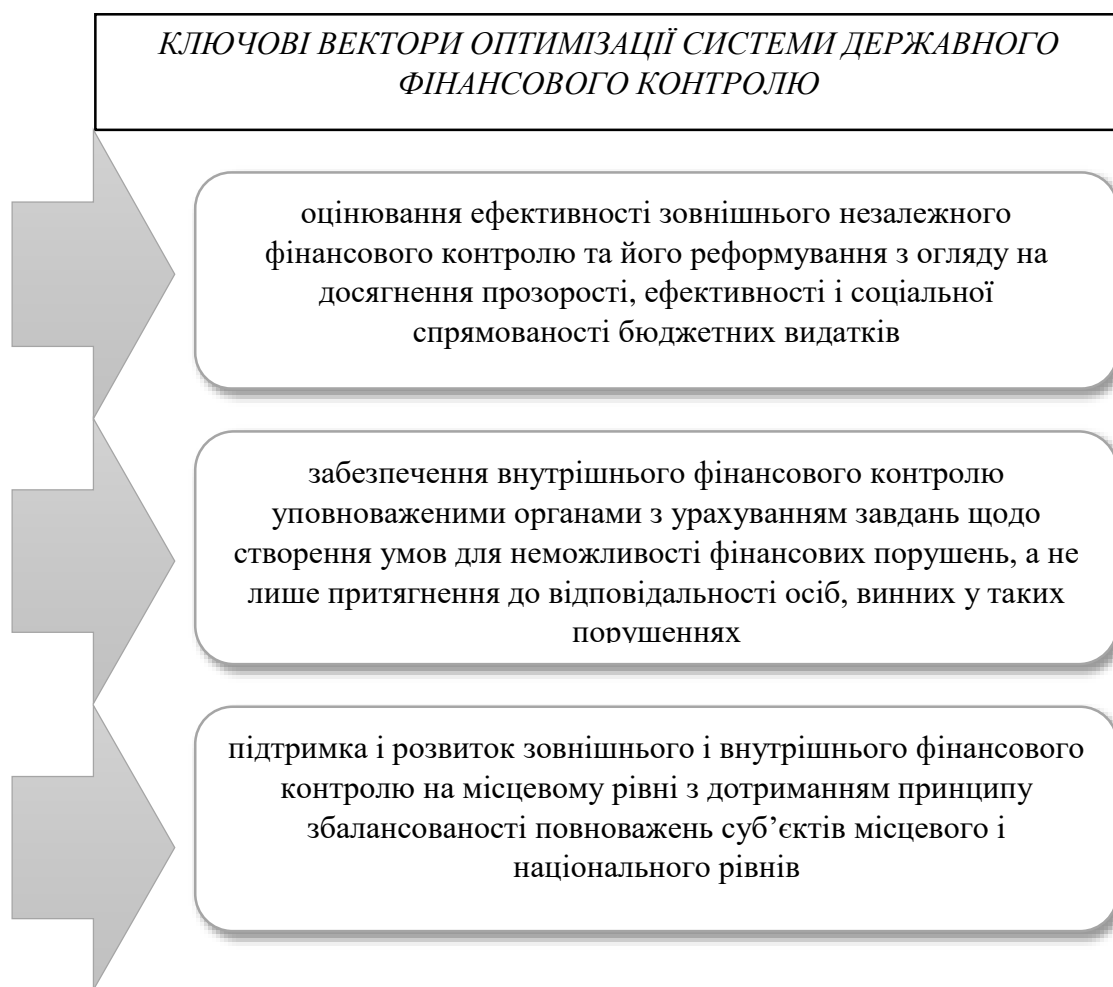 КЛЮЧОВІ ВЕКТОРИ ОПТИМІЗАЦІЇ СИСТЕМИ ДЕРЖАВНОГО
ФІНАНСОВОГО КОНТРОЛЮ
оцінювання ефективності зовнішнього незалежного
фінансового контролю та його реформування з огляду на
досягнення прозорості, ефективності і соціальної
спрямованості бюджетних видатків
забезпечення внутрішнього фінансового контролю
уповноваженими органами з урахуванням завдань щодо
створення умов для неможливості фінансових порушень, а не
лише притягнення до відповідальності осіб, винних у таких
порушеннях
підтримка і розвиток зовнішнього і внутрішнього фінансового
контролю на місцевому рівні з дотриманням принципу
збалансованості повноважень суб’єктів місцевого і
національного рівнів